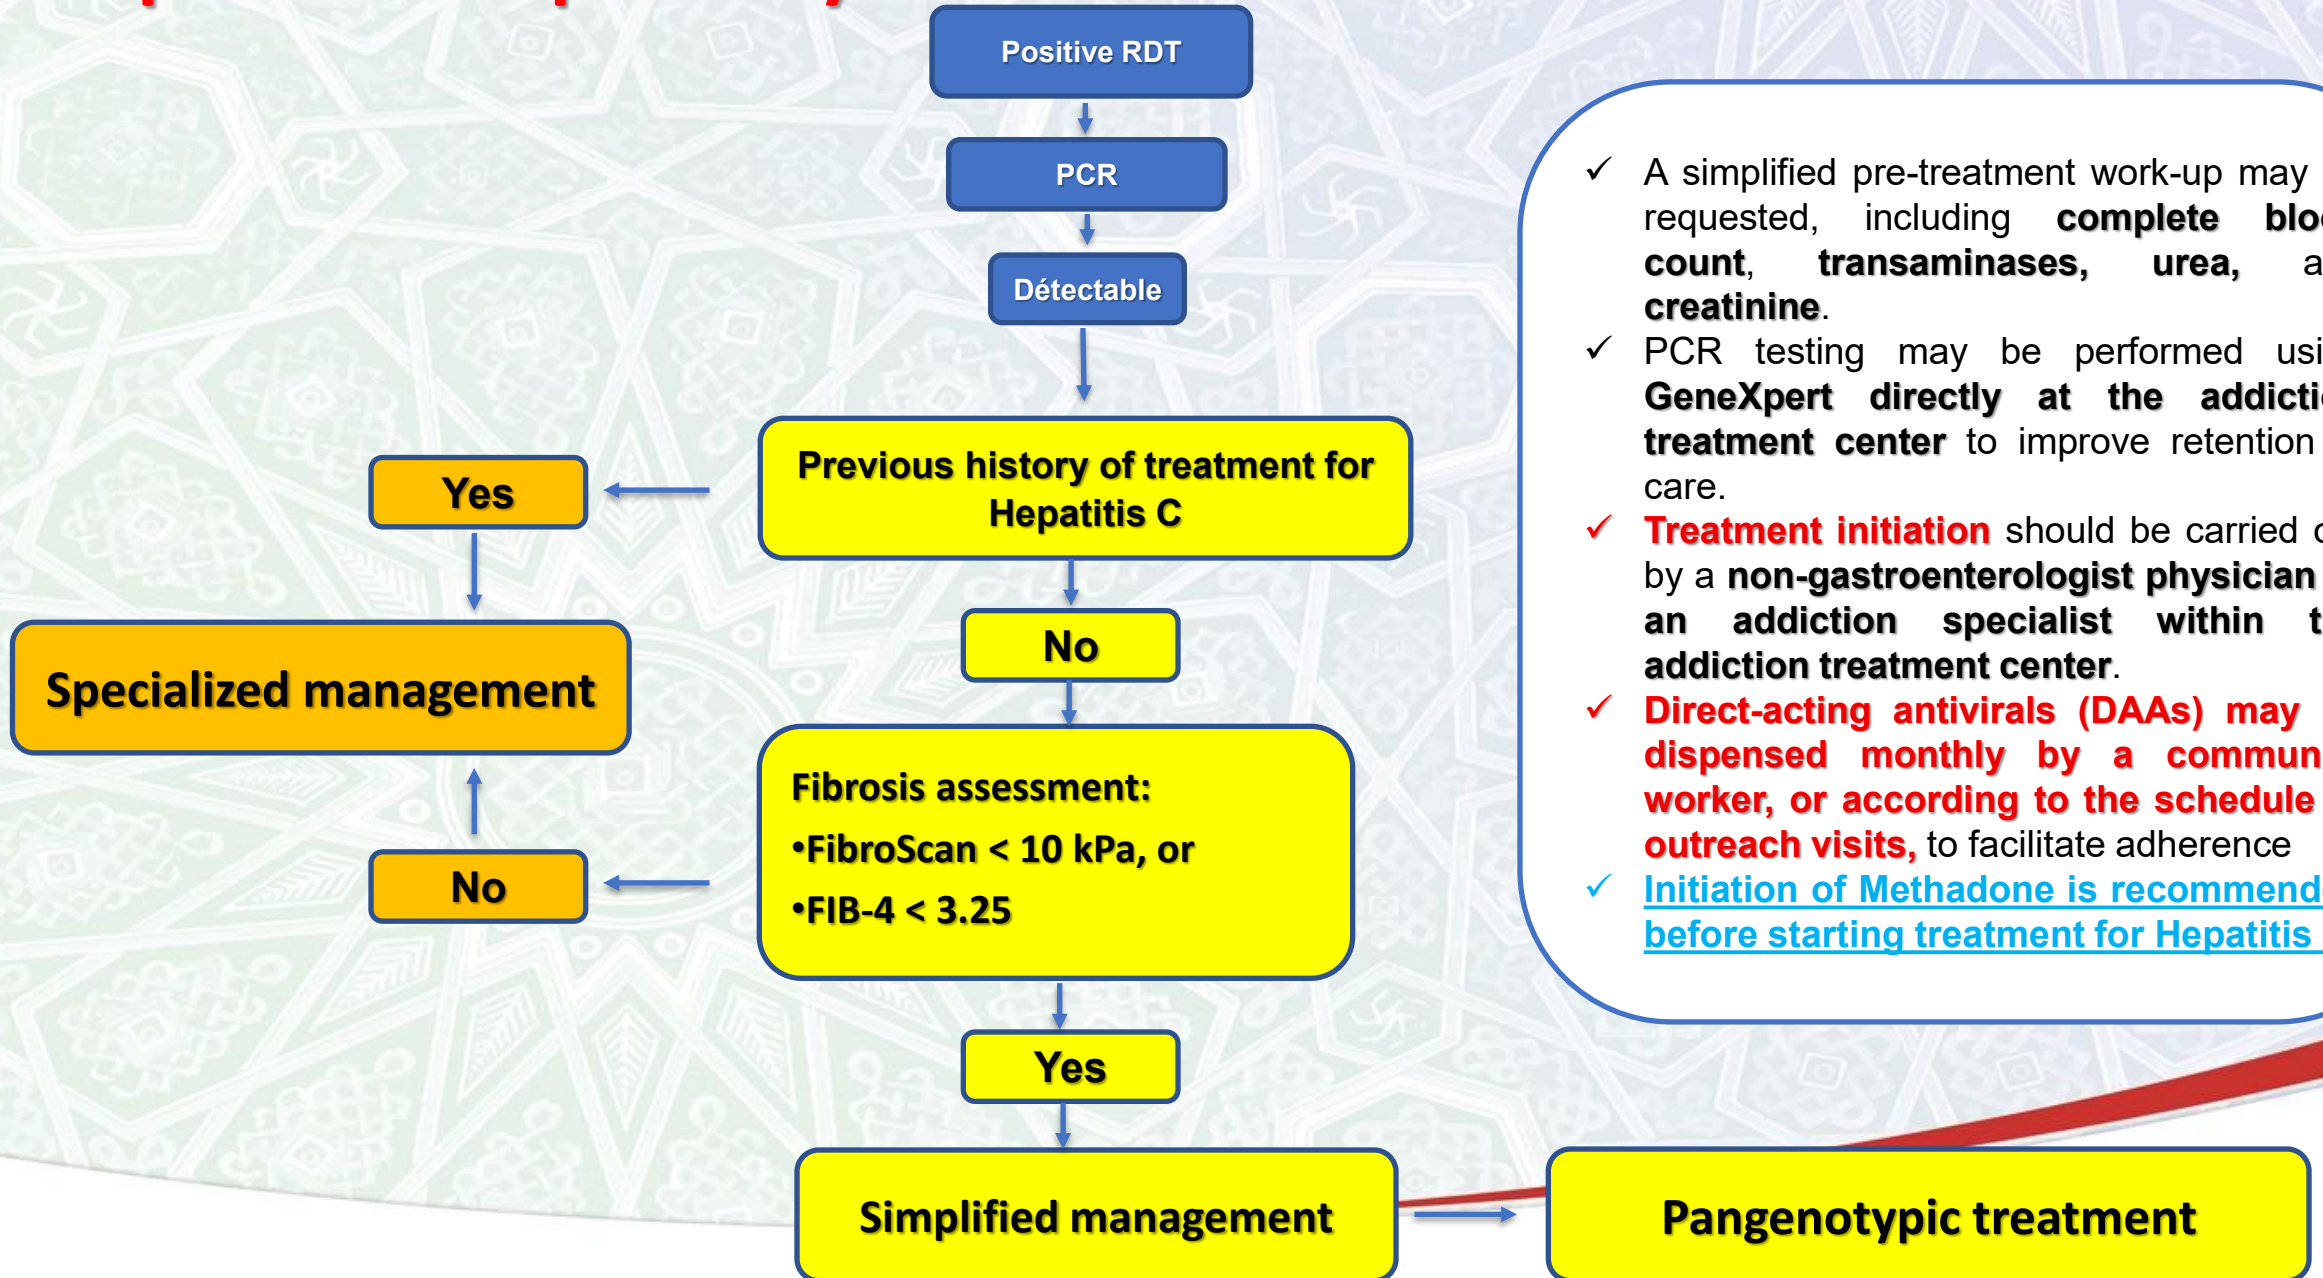 Positive RDT
PCR
Détectable
Previous history of treatment for
Hepatitis C
Yes
No
Specialized management
Fibrosis assessment:
•FibroScan < 10 kPa, or
•FIB-4 < 3.25
No
Yes
Simplified management
Pangenotypic treatment
✓ A simplified pre-treatment work-up may
requested, including complete
count, transaminases, urea,
creatinine.
✓ PCR testing may be performed
GeneXpert directly at the
treatment center to improve retention
care.
✓ Treatment initiation should be carried
by a non-gastroenterologist physician
an addiction specialist within
addiction treatment center.
✓ Direct-acting antivirals (DAAs) may
dispensed monthly by a
worker, or according to the schedule
outreach visits, to facilitate adherence
✓ Initiation of Methadone is
before starting treatment for Hepatitis